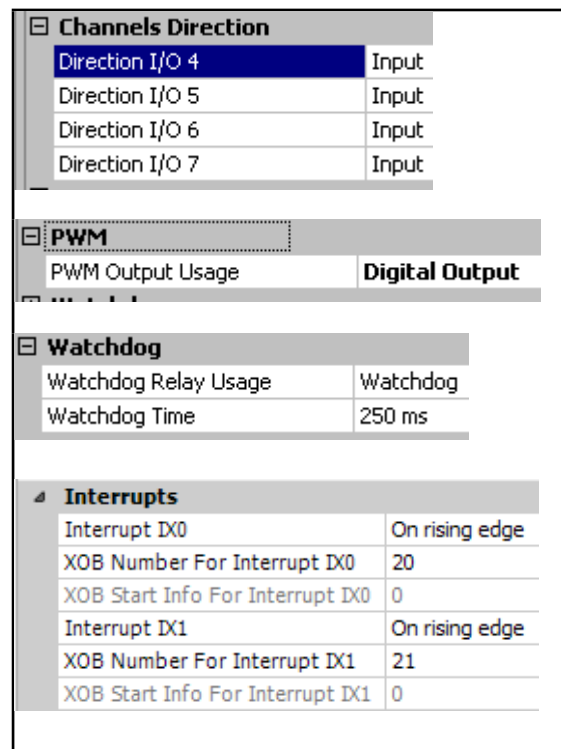 Channels Direction
Direction I/O 4 Input
Direction I/O 5 Input
Direction I/O 6 Input
Direction I/O 7 Input
PWM
PWM Output Usage Digital Output
Watchdog
Watchdog Relay Usage Watchdog
Watchdog Time 250 ms
Interrupts
Interrupt IX0 On rising edge
XOB Number For Interrupt IX0 20
XOB Start Info For Interrupt IX0 0
Interrupt IX1 On rising edge
XOB Number For Interrupt IX1 21
XOB Start Info For Interrupt IX1 0